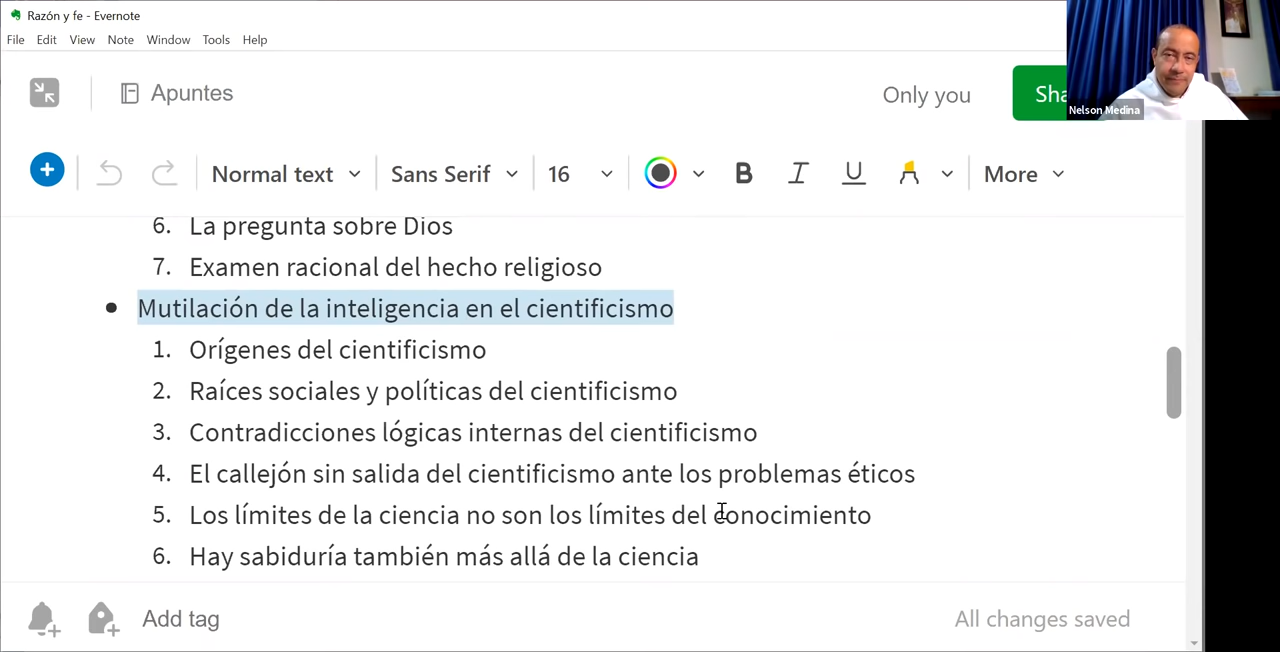 Razón y fe - Evernote
File Edit View Note Window Tools Help
Apuntes
Only you
Sha
Nelson Medina
Normal text
Sans Serif
16
B I U
More
6. La pregunta sobre Dios
7. Examen racional del hecho religioso
• Mutilación de la inteligencia en el cientificismo
1. Orígenes del cientificismo
2. Raíces sociales y políticas del cientificismo
3. Contradicciones lógicas internas del cientificismo
4. El callejón sin salida del cientificismo ante los problemas éticos
5. Los límites de la ciencia no son los límites del conocimiento
6. Hay sabiduría también más allá de la ciencia
Add tag
All changes saved